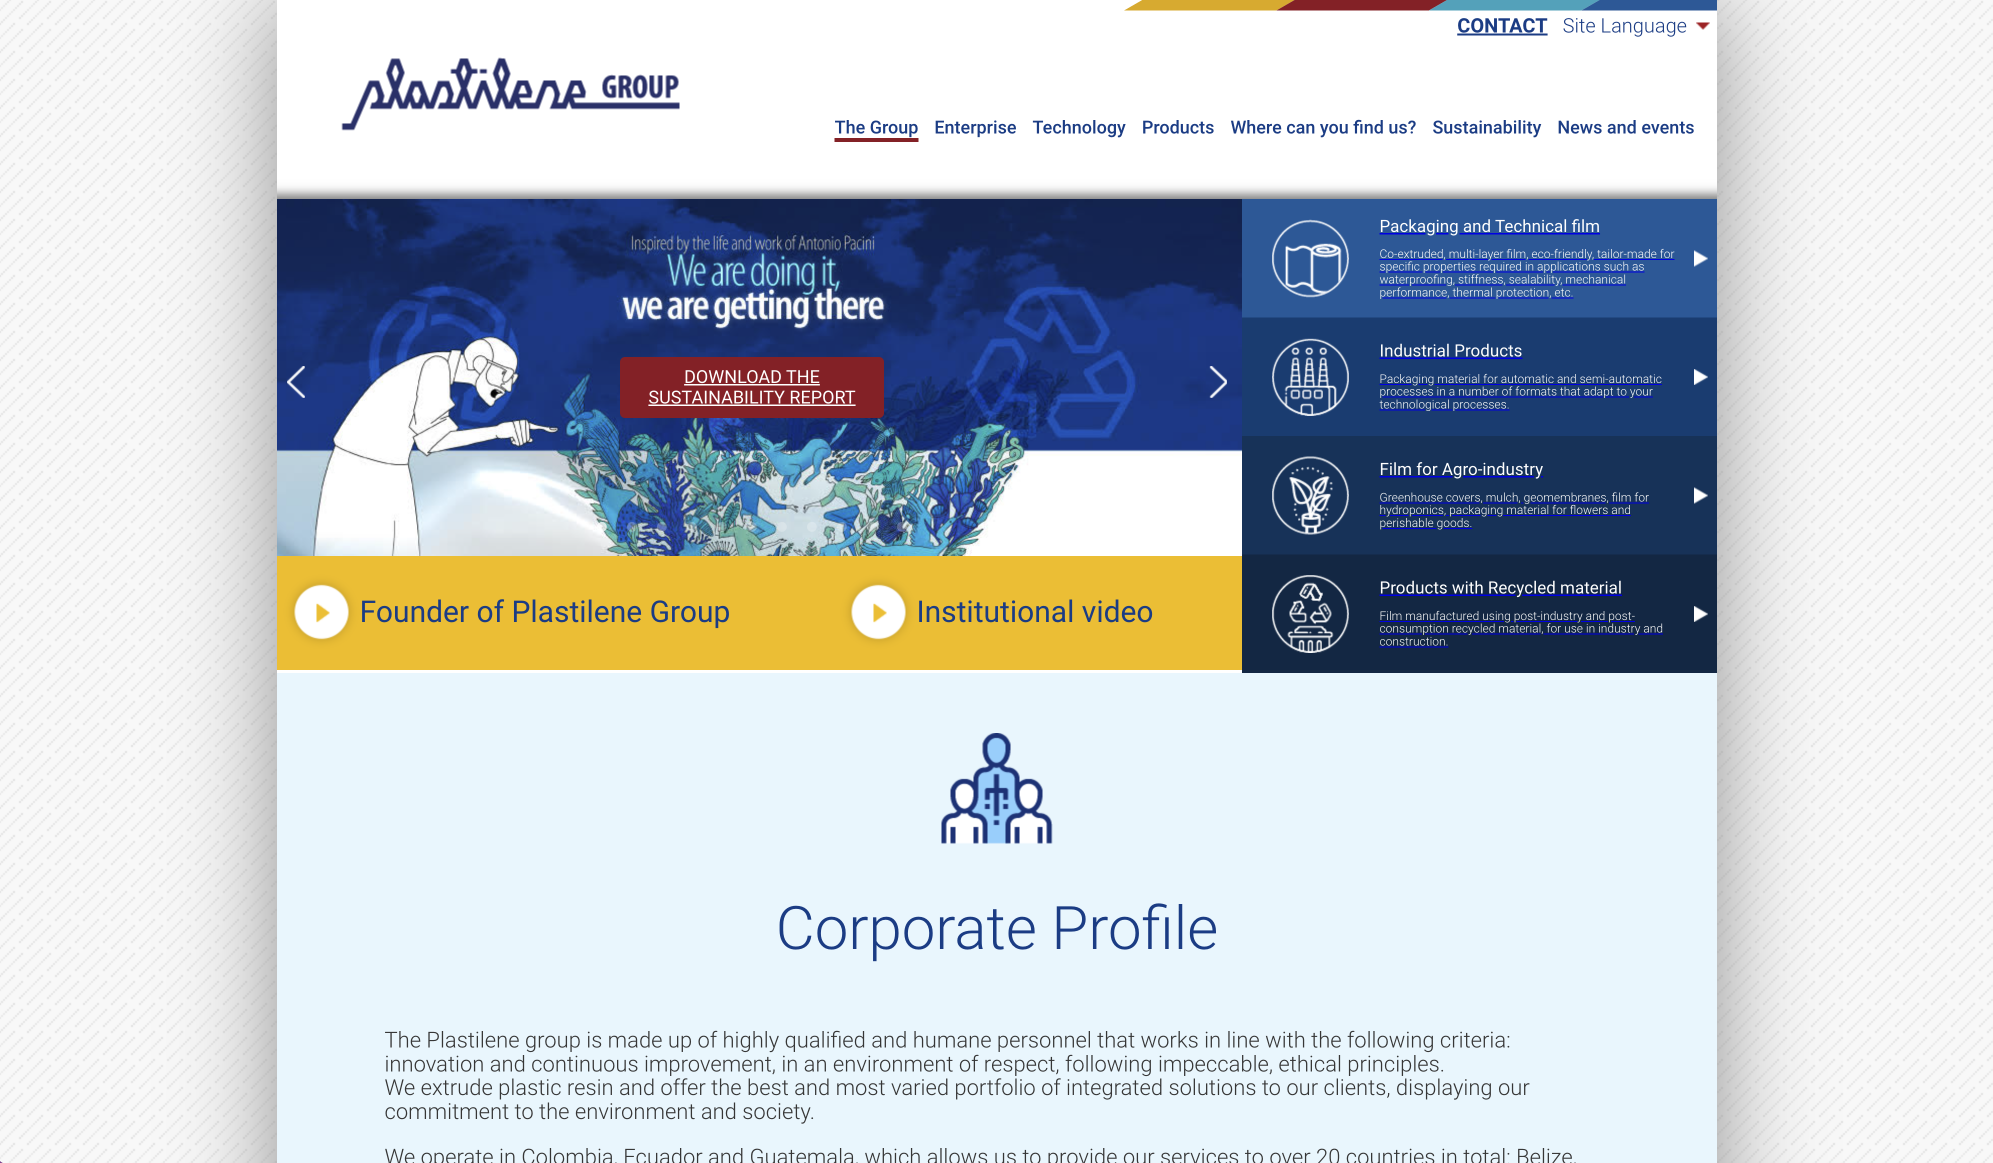 CONTACT Site Language
plastilene GROUP
The Group Enterprise Technology Products Where can you find us? Sustainability News and events
Inspired by the life and work of Antonio Pacini
We are doing it,
we are getting there
DOWNLOAD THE
SUSTAINABILITY REPORT
Packaging and Technical film
Co-extruded, multi-layer film, eco-friendly, tailor-made for
specific properties required in applications such as
waterproofing, stiffness, sealability, mechanical
performance, thermal protection, etc.
Industrial Products
Packaging material for automatic and semi-automatic
processes in a number of formats that adapt to your
technological processes.
Film for Agro-industry
Greenhouse covers, mulch, geomembranes, film for
hydroponics, packaging material for flowers and
perishable goods.
Products with Recycled material
Film manufactured using post-industry and post-
consumption recycled material, for use in industry and
construction.
Founder of Plastilene Group
Institutional video
Corporate Profile
The Plastilene group is made up of highly qualified and humane personnel that works in line with the following criteria:
innovation and continuous improvement, in an environment of respect, following impeccable, ethical principles.
We extrude plastic resin and offer the best and most varied portfolio of integrated solutions to our clients, displaying our
commitment to the environment and society.
We operate in Colombia, Ecuador and Guatemala, which allows us to provide our services to over 20 countries in total: Belize,